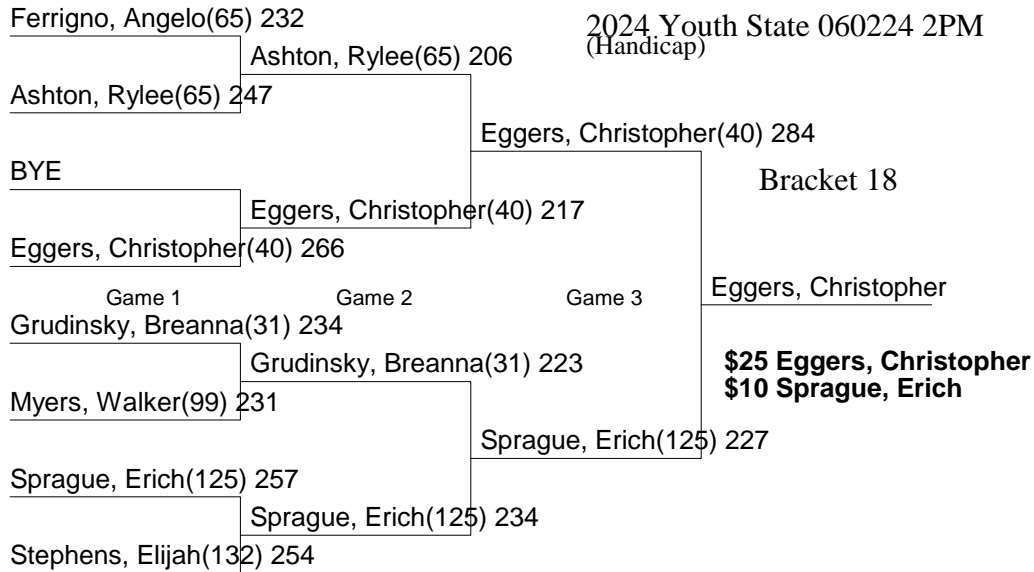 Ferrigno, Angelo(65) 232
2024 Youth State 060224 2PM
(Handicap)
Ashton, Rylee(65) 206
Ashton, Rylee(65) 247
Eggers, Christopher(40) 284
BYE
Bracket 18
Eggers, Christopher(40) 217
Eggers, Christopher(40) 266
Game 1
Game 2
Game 3
Eggers, Christopher
Grudinsky, Breanna(31) 234
Grudinsky, Breanna(31) 223
$25 Eggers, Christopher
$10 Sprague, Erich
Myers, Walker(99) 231
Sprague, Erich(125) 227
Sprague, Erich(125) 257
Sprague, Erich(125) 234
Stephens, Elijah(132) 254